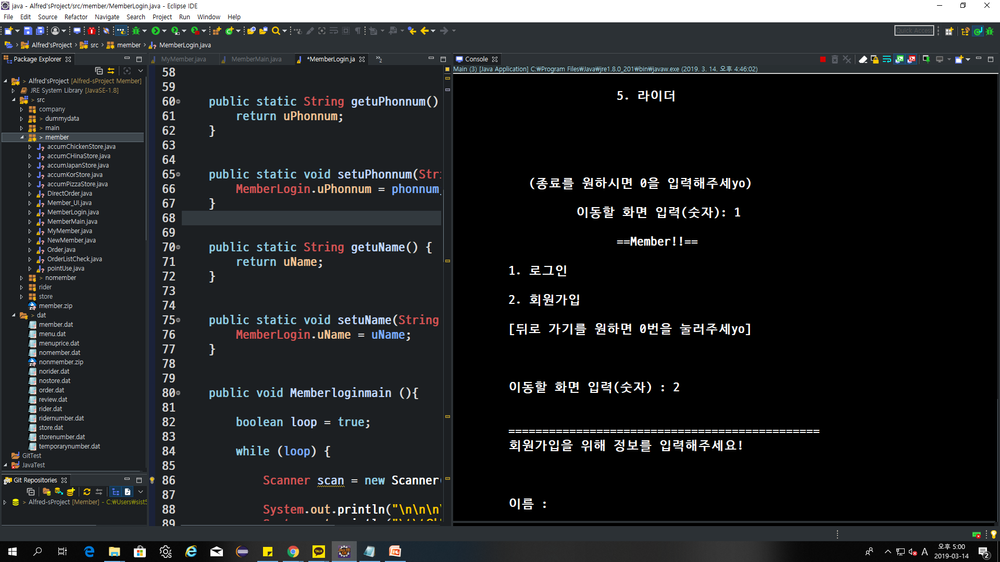 java - Alfred'sProject/src/member/MemberLogin.java - Eclipse IDE
File Edit Source Refactor Navigate Search Project Run Window Help
Quick Access
Alfred'sProject src member MemberLogin.java
Package Explorer
Alfred'sProject [Alfred-sProject Member]
JRE System Library [JavaSE-1.8]
> src
company
> dummydata
> main
> member
accumChickenStore.java
accumCHinaStore.java
accumJapanStore.java
accumKorStore.java
accumPizzaStore.java
DirectOrder.java
Member_UI.java
MemberLogin.java
MemberMain.java
MyMember.java
NewMember.java
Order.java
OrderListCheck.java
pointUse.java
> nomember
rider
store
member.zip
> dat
member.dat
menu.dat
menuprice.dat
nomember.dat
nonmember.zip
norider.dat
nostore.dat
order.dat
review.dat
rider.dat
ridernumber.dat
store.dat
storenumber.dat
temporarynumber.dat
GitTest
JavaTest
Git Repositories
> Alfred-sProject [Member] - C:₩Users₩sist5
MyMember.java MemberMain.java *MemberLogin.ja »2
58
59
60 public static String getuPhonnum()
61 return uPhonnum;
62 }
63
64
65 public static void setuPhonnum(Stri
66 MemberLogin.uPhonnum = phonnum
67 }
68
69
70 public static String getuName() {
71 return uName;
72 }
73
74
75 public static void setuName(String
76 MemberLogin.uName = uName;
77 }
78
79
80 public void Memberloginmain (){
81
82 boolean loop = true;
83
84 while (loop) {
85
86 Scanner scan = new Scanner(
87
88 System.out.println("\n\n\n\
89
Console
Main (3) [Java Application] C:₩Program Files₩Java₩jre1.8.0_201₩bin₩javaw.exe (2019. 3. 14. 오후 4:46:02)
5. 라이더
(종료를 원하시면 0을 입력해주세yo)
이동할 화면 입력(숫자): 1
==Member!!==
1. 로그인
2. 회원가입
[뒤로 가기를 원하면 0번을 눌러주세yo]
이동할 화면 입력(숫자) : 2
==============================================
회원가입을 위해 정보를 입력해주세요!
이름 :
TALK
A
오후 5:00
2019-03-14
2